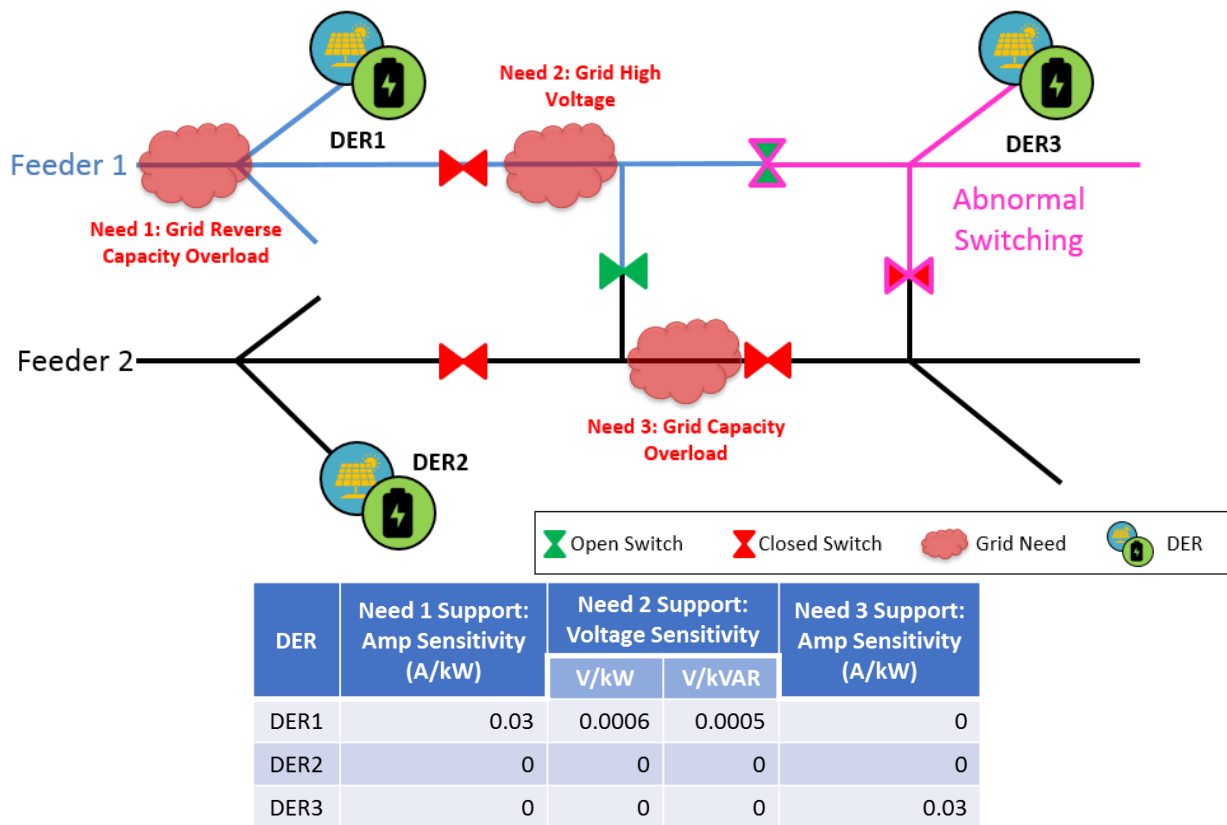 Need 2: Grid High
Voltage
DER1
DER3
Feeder 1
Need 1: Grid Reverse
Capacity Overload
Abnormal
Switching
Feeder 2
Need 3: Grid Capacity
Overload
DER2
Open Switch
Closed Switch
Grid Need
DER
DER
Need 1 Support:
Amp Sensitivity
(A/kW)
Need 2 Support:
Voltage Sensitivity
Need 3 Support:
Amp Sensitivity
(A/kW)
V/kW V/kVAR
DER1 0.03 0.0006 0.0005 0
DER2 0 0 0 0
DER3 0 0 0 0.03